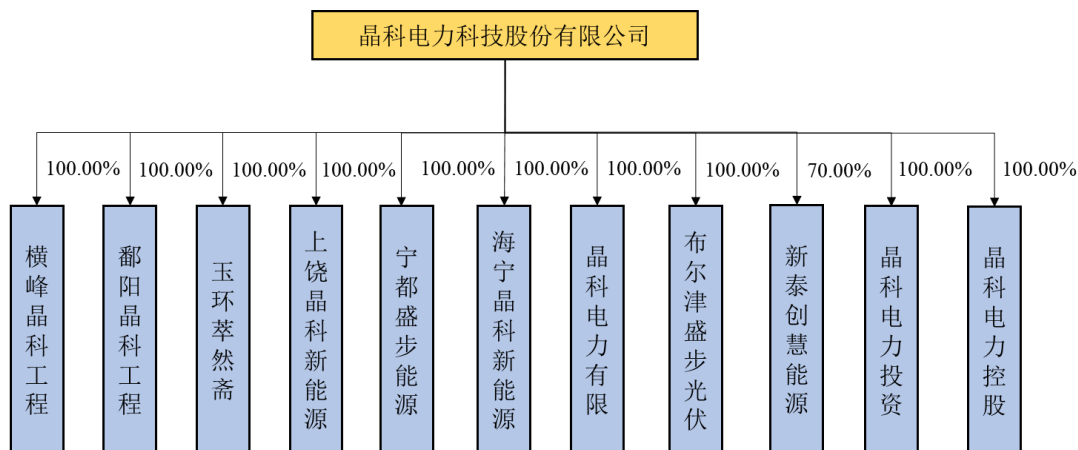 晶科电力科技股份有限公司
100.00%
100.00%
100.00%
100.00%
100.00%
100.00%
100.00%
100.00%
70.00%
100.00%
100.00%
横峰晶科工程
鄱阳晶科工程
玉环萃然斋
上饶晶科新能源
宁都盛步能源
海宁晶科新能源
晶科电力有限
布尔津盛步光伏
新泰创慧能源
晶科电力投资
晶科电力控股